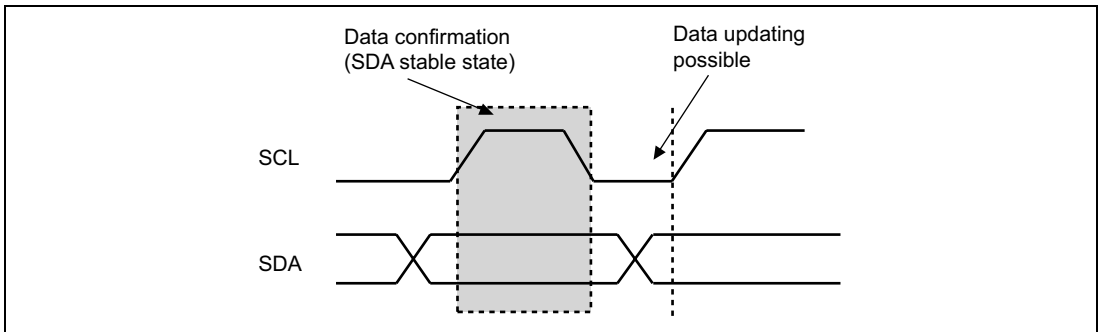 Data confirmation
(SDA stable state)
Data updating
possible
SCL
SDA